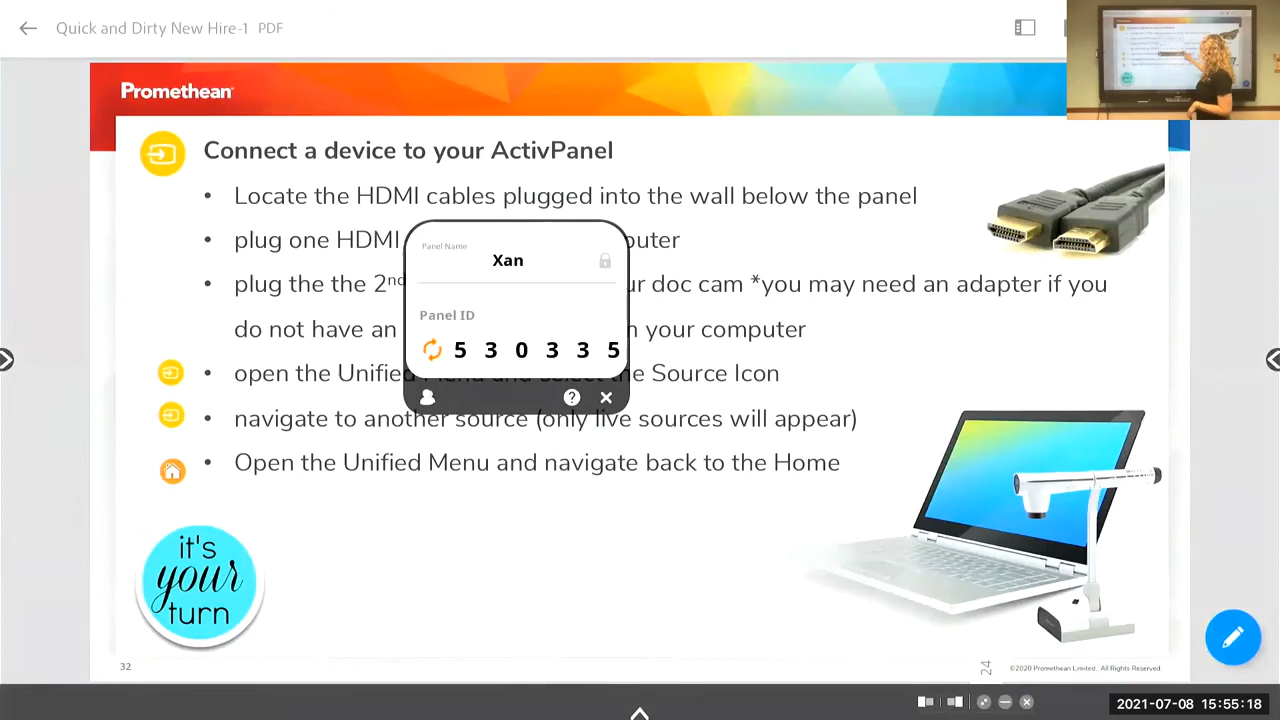 Quick and Dirty New Hire-1 PDF
Promethean
Connect a device to your ActivPanel
• Locate the HDMI cables plugged into the wall below the panel
• plug one HDMI
• plug the the 2nd ur doc cam *you may need an adapter if you
do not have an your computer
• open the Unified Menu and select the Source Icon
• navigate to another source (only live sources will appear)
• Open the Unified Menu and navigate back to the Home
Panel Name
Xan
Panel ID
5 3 0 3 3 5
it's
your
turn
32
24
©2020 Promethean Limited. All Rights Reserved.
2021-07-08 15:55:18